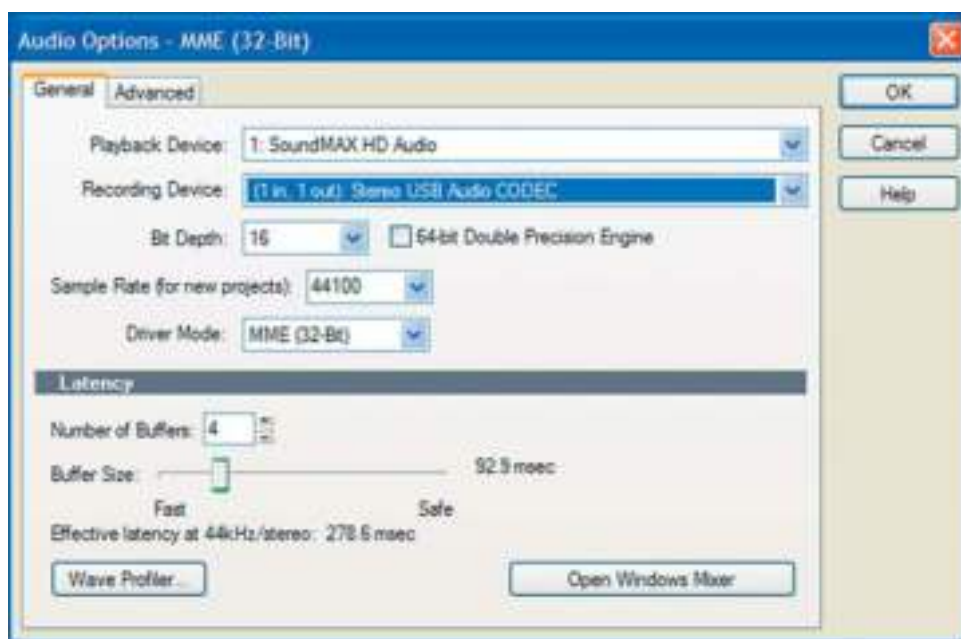 Audio Options - MME (32-Bit)
General Advanced
OK
Playback Device: 1: SoundMAX HD Audio
Cancel
Recording Device: (1 in, 1 out): Stereo USB Audio CODEC
Help
Bit Depth: 16 64-bit Double Precision Engine
Sample Rate (for new projects): 44100
Driver Mode: MME (32-Bit)
Latency
Number of Buffers: 4
Buffer Size: 92.9 msec
Fast Safe
Effective latency at 44kHz/stereo: 278.6 msec
Wave Profiler... Open Windows Mixer